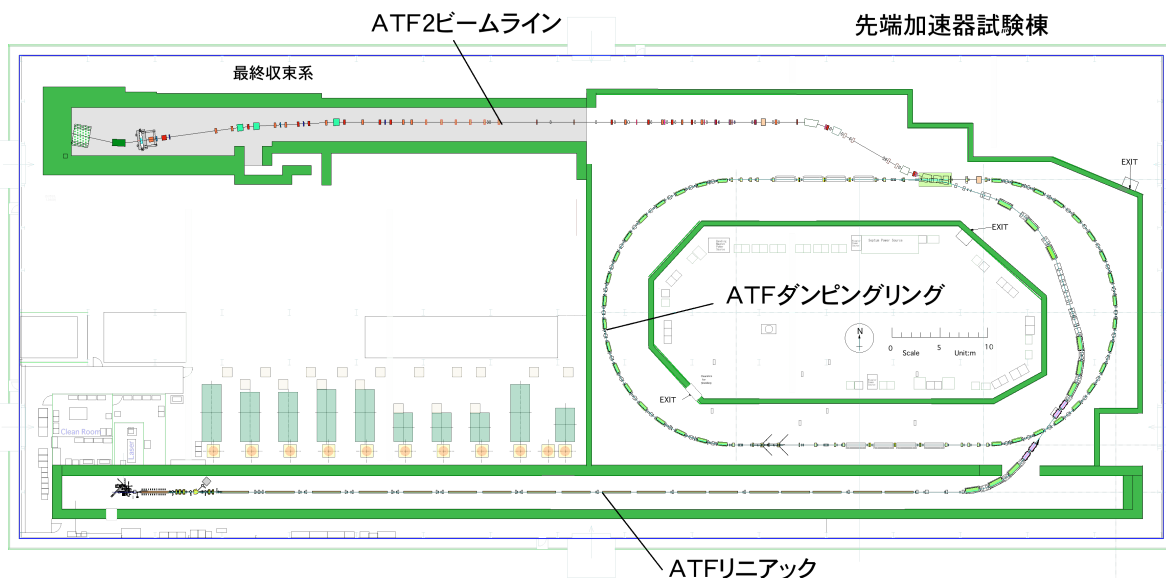 ATF2ビームライン
先端加速器試験棟
最終収束系
EXIT
EXIT
ATFダンピングリング
N
0 5 10
Scale Unit:m
EXIT
Clean Room
Laser
ATFリニアック